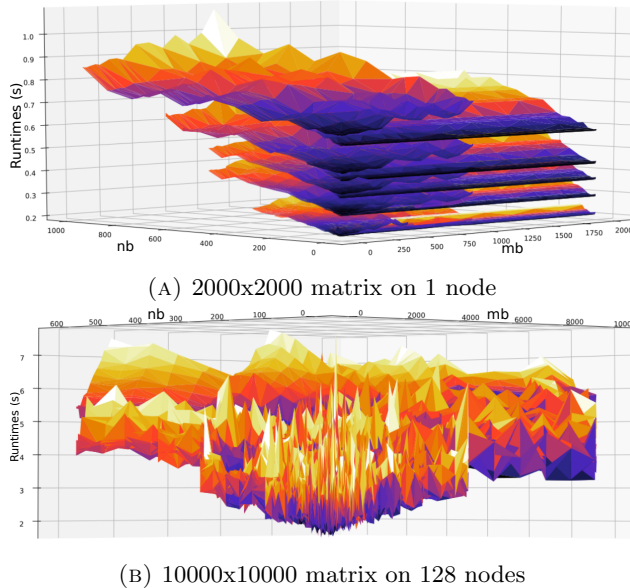 1.0
0.9
0.8
0.7
0.6
0.5
0.4
0.3
0.2
Runtimes (s)
1000 800 600 400 200 0
nb
0 250 500 750 1000 1250 1500 1750 2000
mb
(A) 2000x2000 matrix on 1 node
600 500 400 300 200 100 0
nb
0 2000 4000 6000 8000 1000
mb
7
6
5
4
3
2
Runtimes (s)
(B) 10000x10000 matrix on 128 nodes